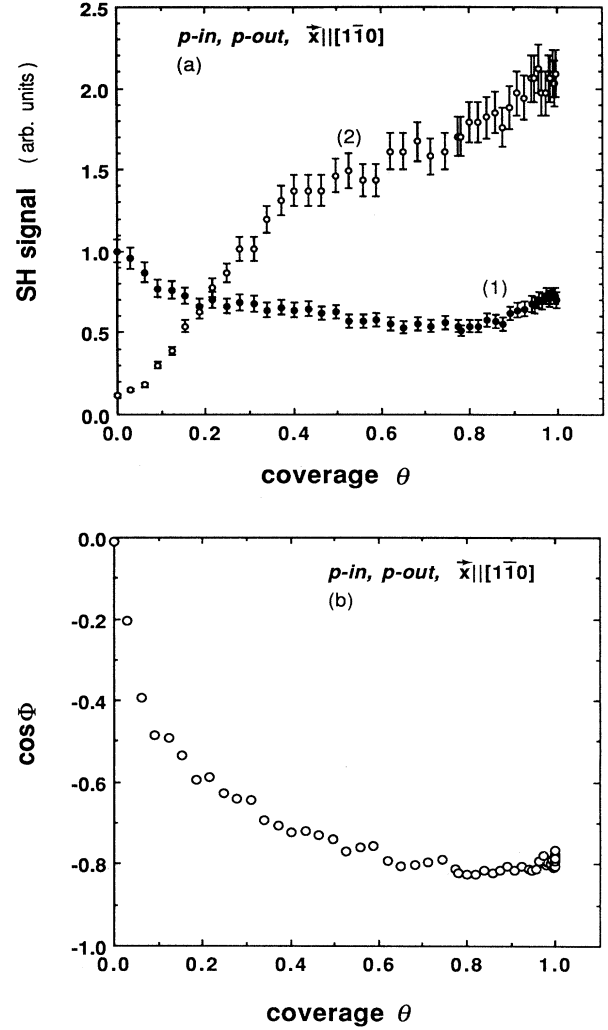 2.5
p-in, p-out, x⃗||[11̅0]
(a)
2.0
(2)
1.5
SH signal (arb. units)
1.0
(1)
0.5
0.0
0.0 0.2 0.4 0.6 0.8 1.0
coverage θ
0.0
p-in, p-out, x⃗||[11̅0]
(b)
-0.2
-0.4
cosΦ
-0.6
-0.8
-1.0
0.0 0.2 0.4 0.6 0.8 1.0
coverage θ